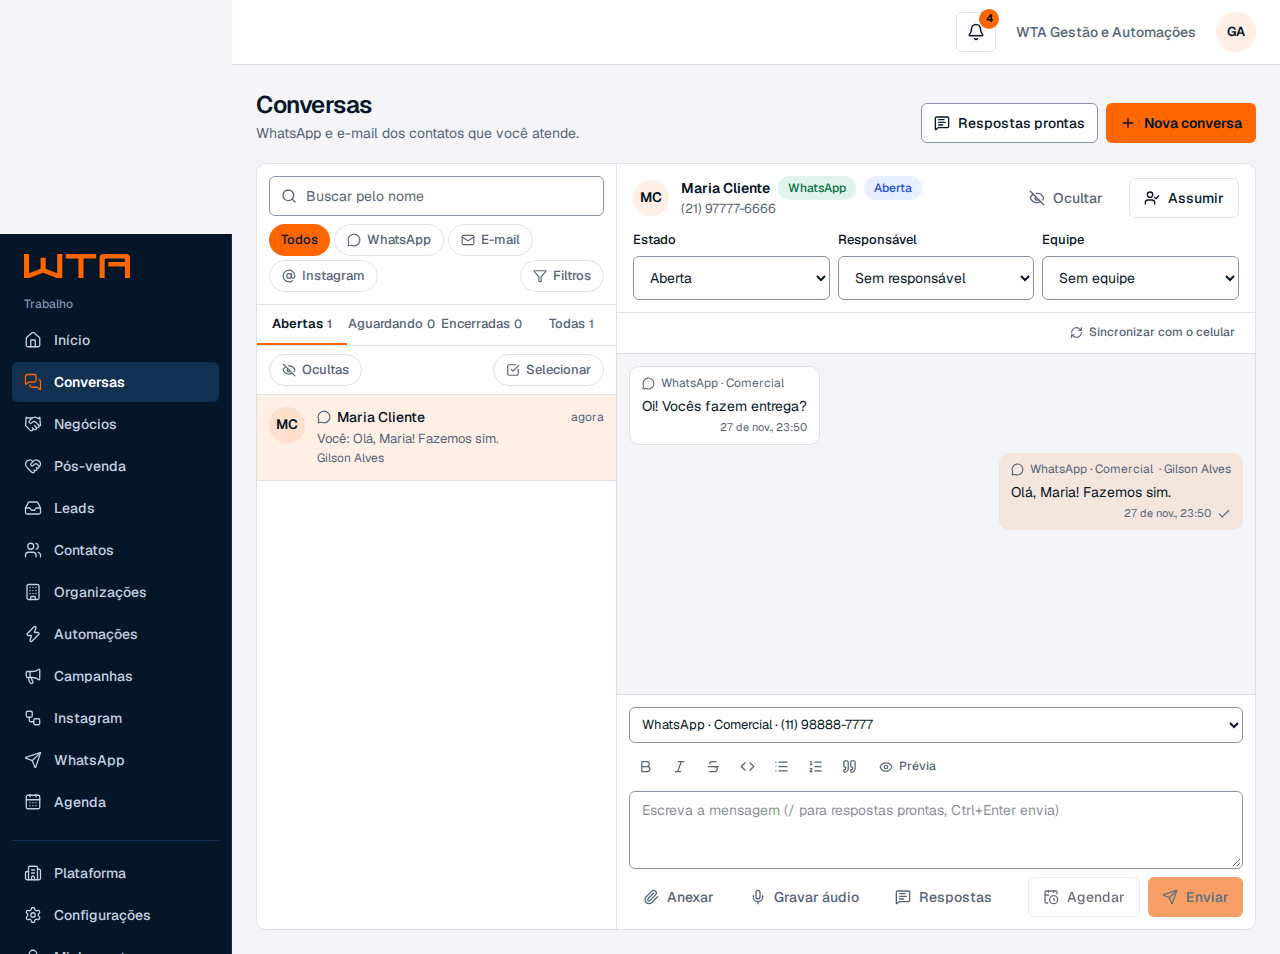 4
WTA Gestão e Automações
GA
Conversas
WhatsApp e e-mail dos contatos que você atende.
Respostas prontas
Nova conversa
WTA
Trabalho
Início
Conversas
Negócios
Pós-venda
Leads
Contatos
Organizações
Automações
Campanhas
Instagram
WhatsApp
Agenda
Plataforma
Configurações
Buscar pelo nome
Todos
WhatsApp
E-mail
Instagram
Filtros
Abertas 1
Aguardando 0
Encerradas 0
Todas 1
Ocultas
Selecionar
MC
Maria Cliente
agora
Você: Olá, Maria! Fazemos sim.
Gilson Alves
MC
Maria Cliente
WhatsApp
Aberta
(21) 97777-6666
Ocultar
Assumir
Estado
Responsável
Equipe
Aberta
Sem responsável
Sem equipe
Sincronizar com o celular
WhatsApp · Comercial
Oi! Vocês fazem entrega?
27 de nov., 23:50
WhatsApp · Comercial · Gilson Alves
Olá, Maria! Fazemos sim.
27 de nov., 23:50
WhatsApp · Comercial · (11) 98888-7777
Prévia
Escreva a mensagem (/ para respostas prontas, Ctrl+Enter envia)
Anexar
Gravar áudio
Respostas
Agendar
Enviar